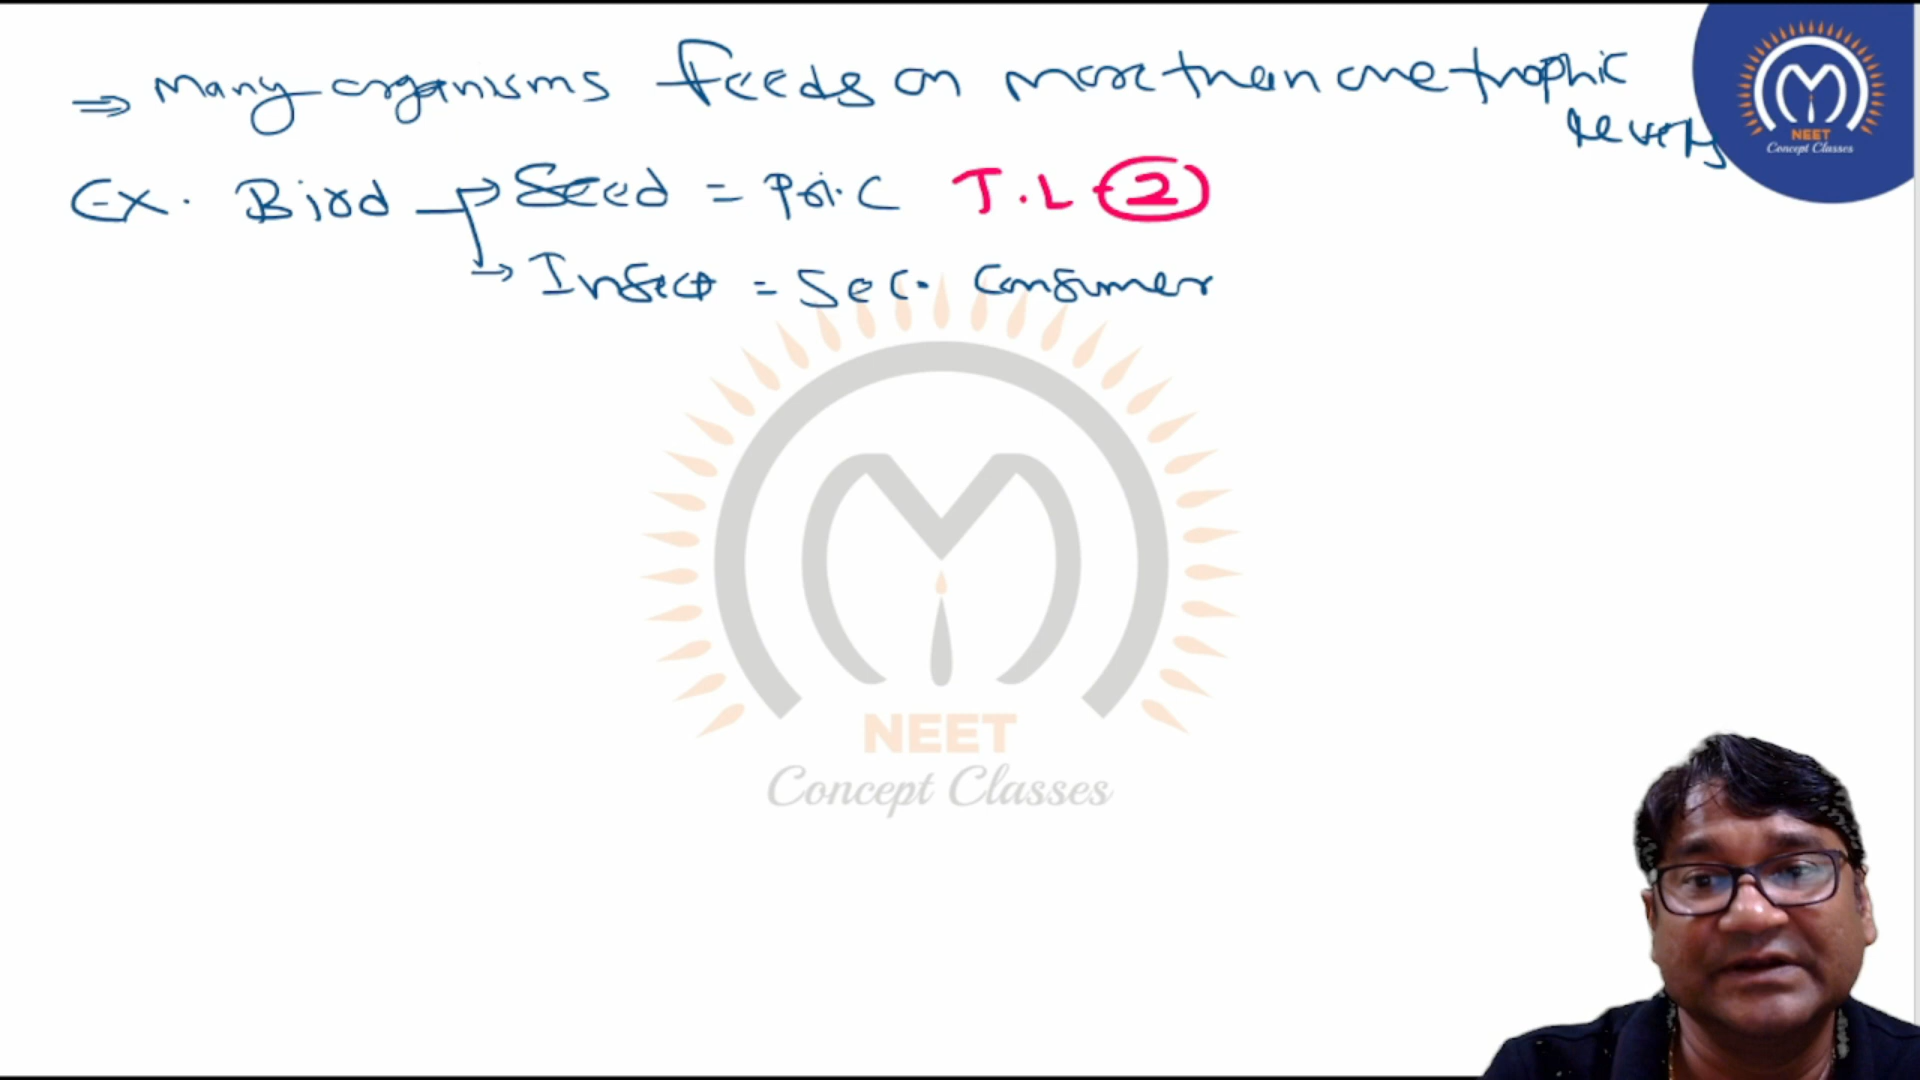 ⇒ Many organisms feeds on more than one trophic
levels
Ex. Bird → Seed = Pri. C T.L - 2
→ Insect = Sec. Consumer
NEET
Concept Classes
NEET
Concept Classes